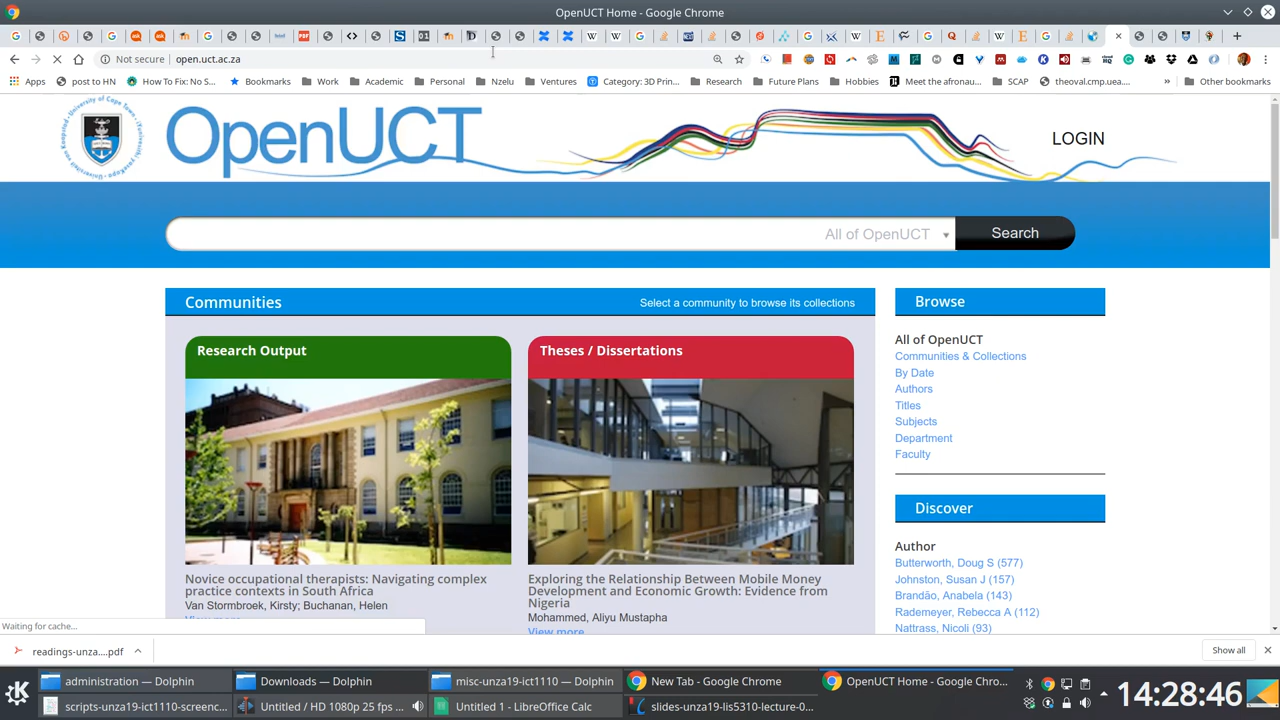 OpenUCT Home - Google Chrome
Not secure open.uct.ac.za
Apps post to HN How To Fix: No S... Bookmarks Work Academic Personal Nzelu Ventures Category: 3D Prin... Research Future Plans Hobbies Meet the afronau... SCAP theoval.cmp.uea.... » Other bookmarks
OpenUCT
LOGIN
All of OpenUCT Search
Communities Select a community to browse its collections
Browse
Research Output
Theses / Dissertations
All of OpenUCT
Communities & Collections
By Date
Authors
Titles
Subjects
Department
Faculty
Discover
Author
Butterworth, Doug S (577)
Johnston, Susan J (157)
Brandão, Anabela (143)
Rademeyer, Rebecca A (112)
Nattrass, Nicoli (93)
Novice occupational therapists: Navigating complex
practice contexts in South Africa
Van Stormbroek, Kirsty; Buchanan, Helen
View more
Exploring the Relationship Between Mobile Money
Development and Economic Growth: Evidence from
Nigeria
Mohammed, Aliyu Mustapha
View more
Waiting for cache...
readings-unza....pdf Show all
administration — Dolphin Downloads — Dolphin misc-unza19-ict1110 — Dolphin New Tab - Google Chrome OpenUCT Home - Google Chro...
scripts-unza19-ict1110-screenc... Untitled / HD 1080p 25 fps ... Untitled 1 - LibreOffice Calc slides-unza19-lis5310-lecture-0...
14:28:46